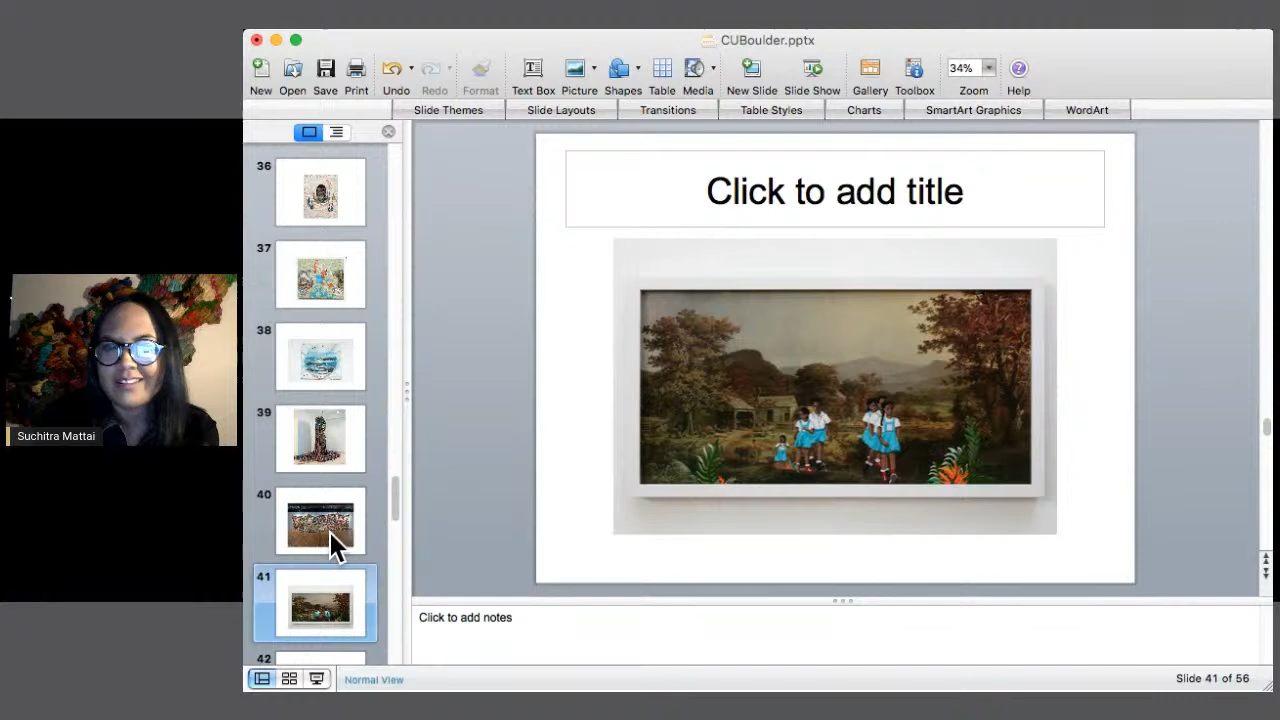 CUBoulder.pptx
New Open Save Print Undo Redo Format Text Box Picture Shapes Table Media New Slide Slide Show Gallery Toolbox 34% Zoom Help
Slide Themes Slide Layouts Transitions Table Styles Charts SmartArt Graphics WordArt
36
37
38
39
40
41
42
Click to add title
Suchitra Mattai
Click to add notes
Normal View
Slide 41 of 56